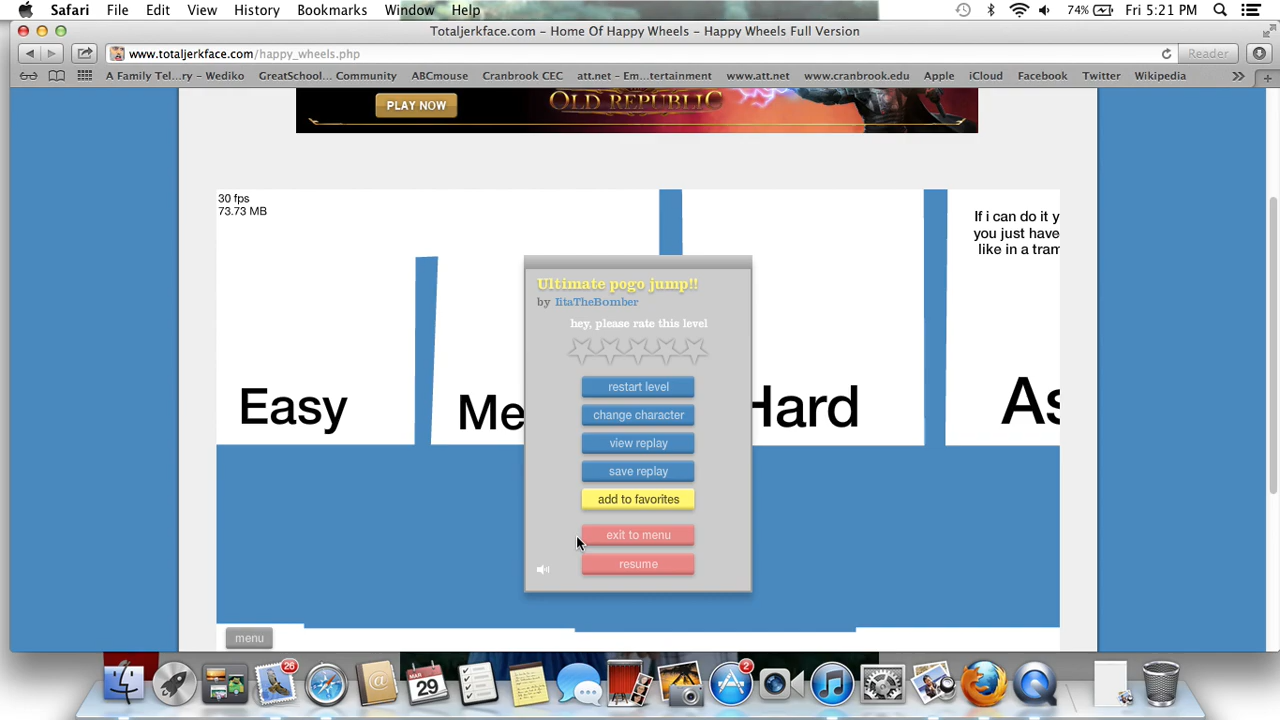 Safari File Edit View History Bookmarks Window Help 74% Fri 5:21 PM
Totaljerkface.com – Home Of Happy Wheels – Happy Wheels Full Version
www.totaljerkface.com/happy_wheels.php Reader
A Family Tel...ry – Wediko GreatSchool... Community ABCmouse Cranbrook CEC att.net – Em...tertainment www.att.net www.cranbrook.edu Apple iCloud Facebook Twitter Wikipedia
PLAY NOW OLD REPUBLIC
30 fps
73.73 MB
If i can do it y
you just have
like in a tram
Ultimate pogo jump!!
by IitaTheBomber
hey, please rate this level
restart level
change character
view replay
save replay
add to favorites
exit to menu
resume
Easy Me Hard As
menu
26
MAR
29
2